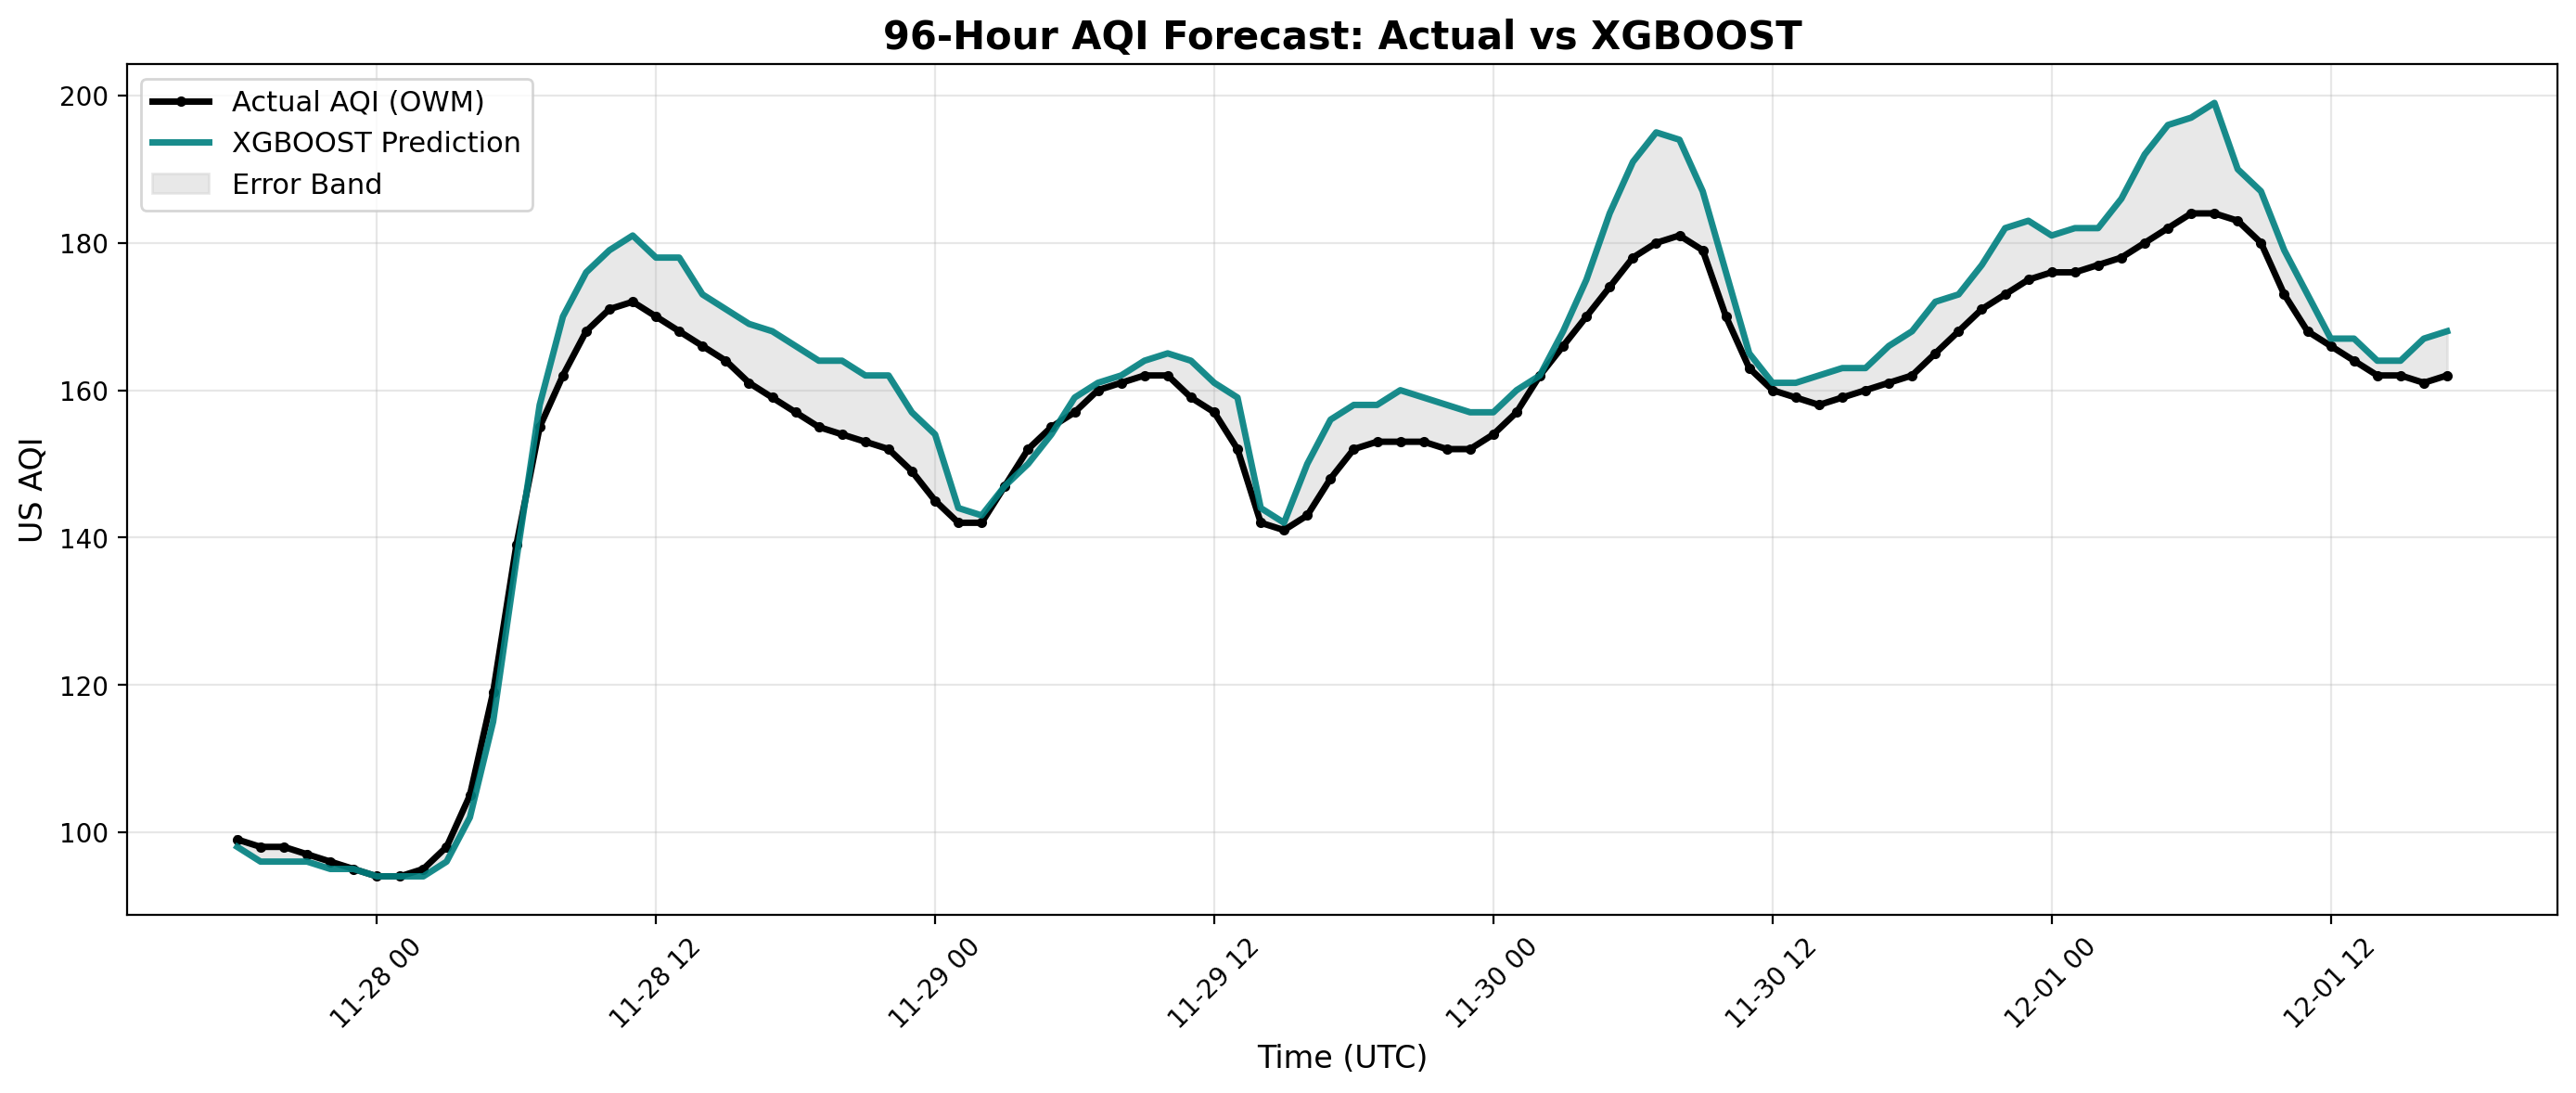 96-Hour AQI Forecast: Actual vs XGBOOST
Actual AQI (OWM)
XGBOOST Prediction
Error Band
US AQI
200
180
160
140
120
100
11-28 00
11-28 12
11-29 00
11-29 12
11-30 00
11-30 12
12-01 00
12-01 12
Time (UTC)